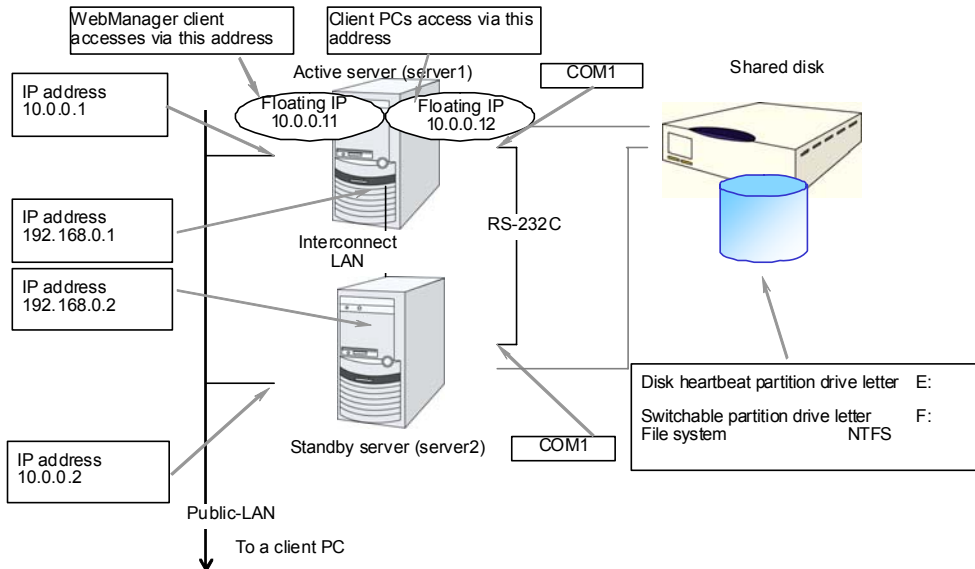 WebManager client
accesses via this address
Client PCs access via this
address
Active server (server1)
COM1
Shared disk
IP address
10.0.0.1
Floating IP
10.0.0.11
Floating IP
10.0.0.12
IP address
192.168.0.1
Interconnect
LAN
RS-232C
IP address
192.168.0.2
Disk heartbeat partition drive letter E:
Switchable partition drive letter F:
File system NTFS
Standby server (server2)
COM1
IP address
10.0.0.2
Public-LAN
To a client PC